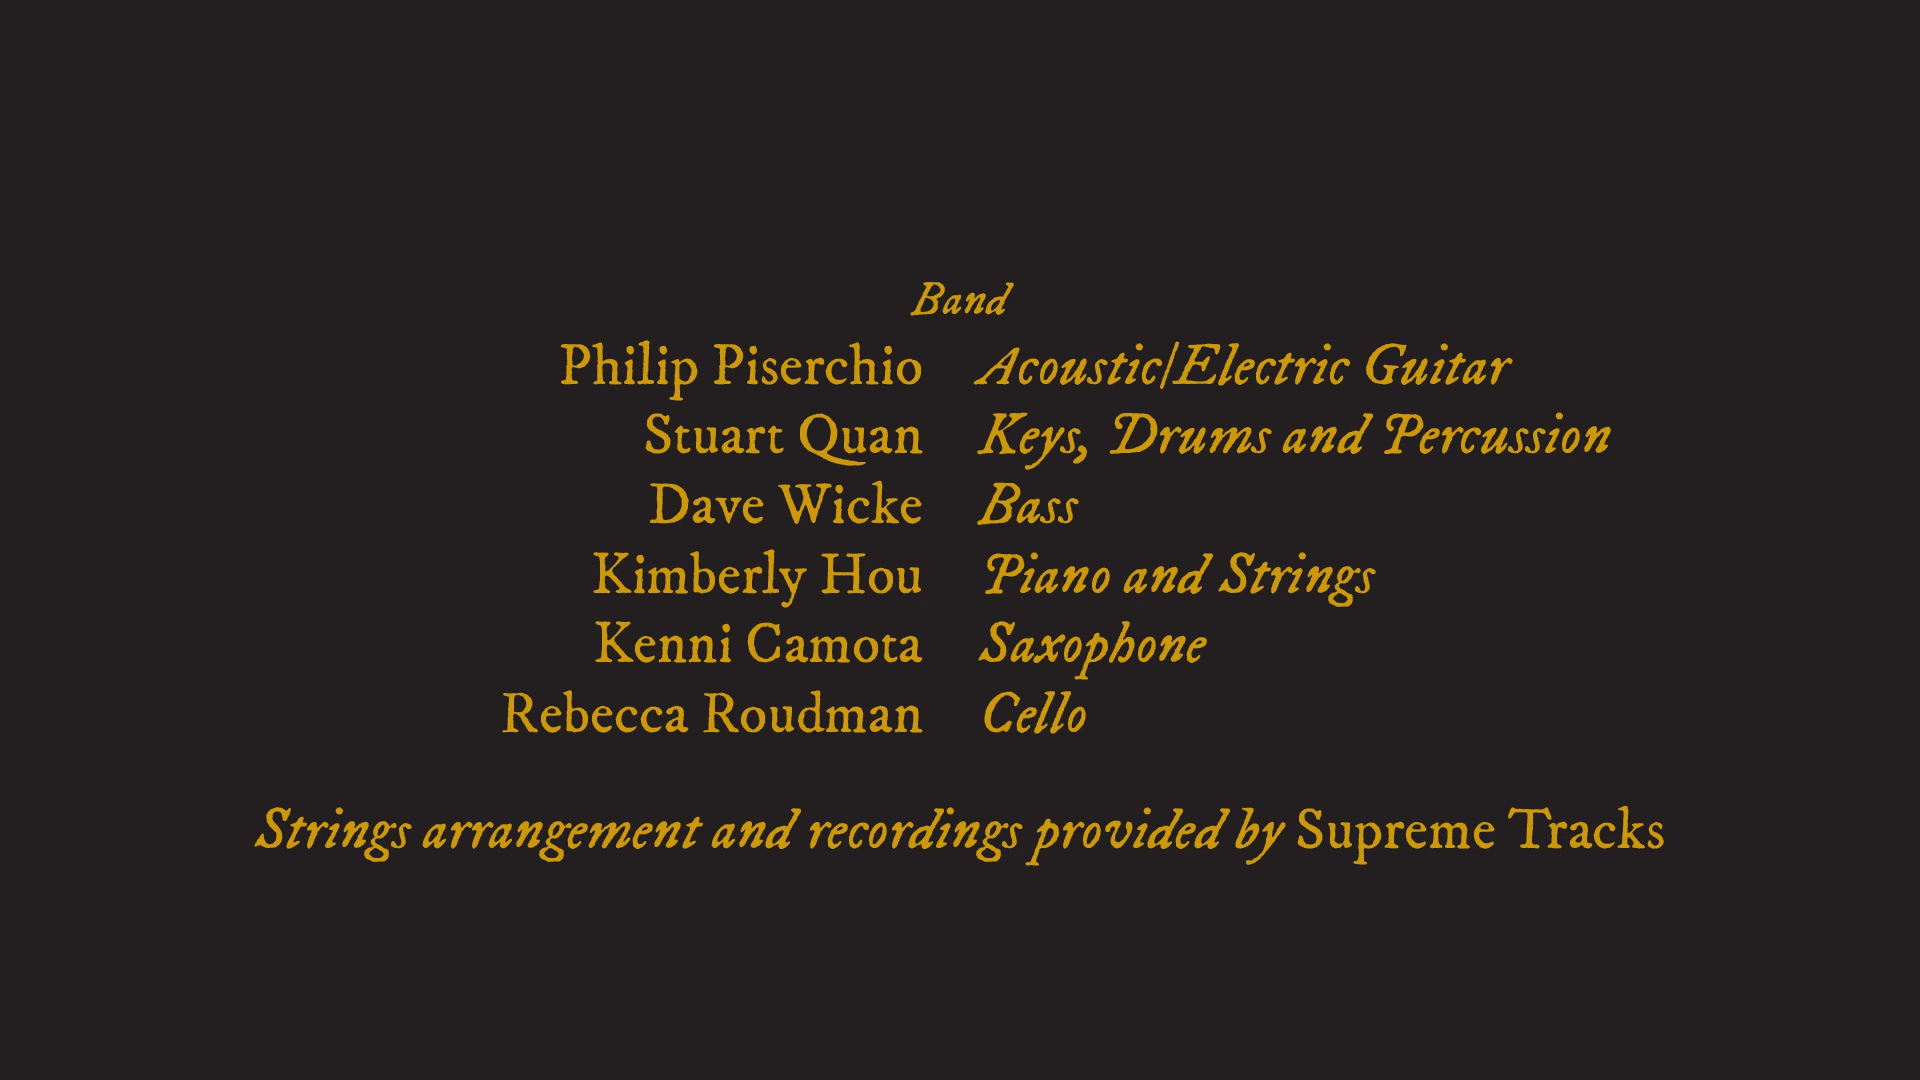 Band
Philip Piserchio Acoustic/Electric Guitar
Stuart Quan Keys, Drums and Percussion
Dave Wicke Bass
Kimberly Hou Piano and Strings
Kenni Camota Saxophone
Rebecca Roudman Cello
Strings arrangement and recordings provided by Supreme Tracks